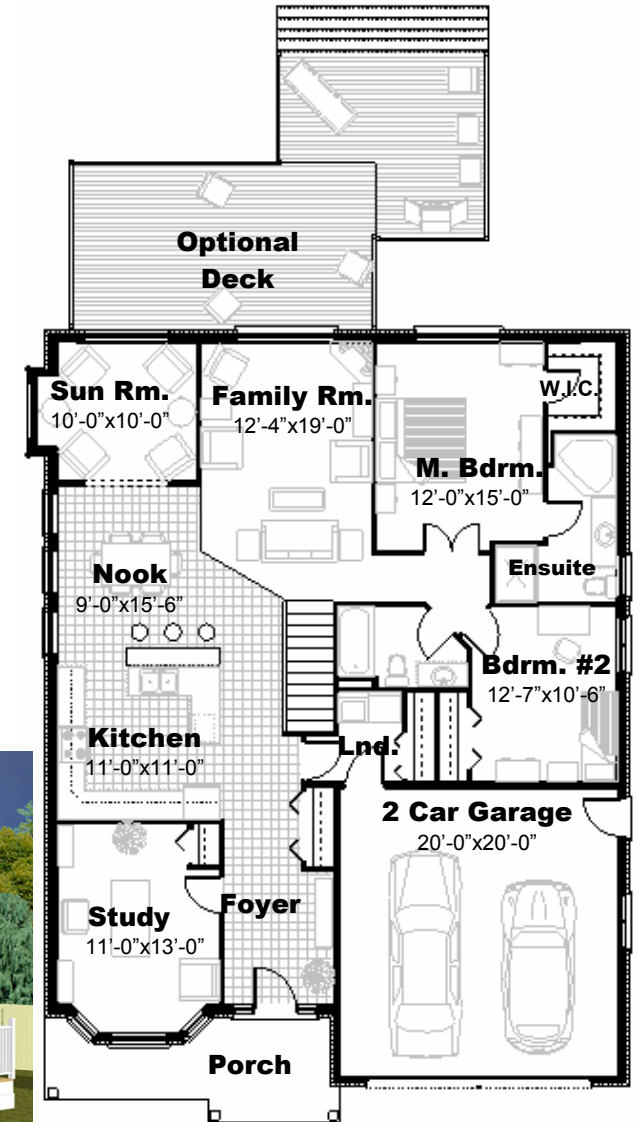 Optional
Deck
Sun Rm.
10'-0"x10'-0"
Family Rm.
12'-4"x19'-0"
W.I.C.
M. Bdrm.
12'-0"x15'-0"
Nook
9'-0"x15'-6"
Ensuite
Bdrm. #2
12'-7"x10'-6"
Kitchen
11'-0"x11'-0"
Lnd.
2 Car Garage
20'-0"x20'-0"
Study
11'-0"x13'-0"
Foyer
Porch